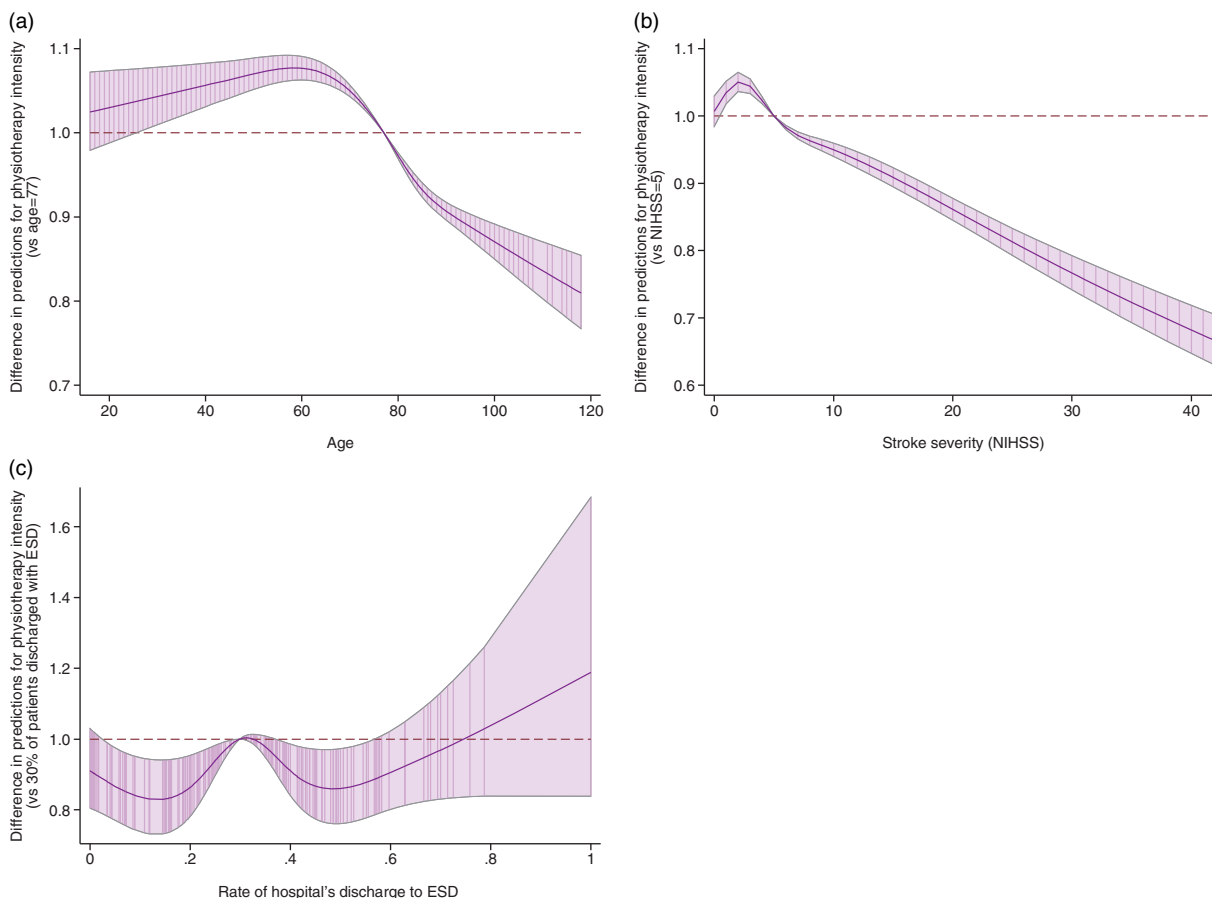 (a)
Difference in predictions for physiotherapy intensity
(vs age=77)
1.1
1.0
0.9
0.8
0.7
20
40
60
80
100
120
Age
(b)
Difference in predictions for physiotherapy intensity
(vs NIHSS=5)
1.1
1.0
0.9
0.8
0.7
0.6
0
10
20
30
40
Stroke severity (NIHSS)
(c)
Difference in predictions for physiotherapy intensity
(vs 30% of patients discharged with ESD)
1.6
1.4
1.2
1.0
0.8
0
.2
.4
.6
.8
1
Rate of hospital's discharge to ESD